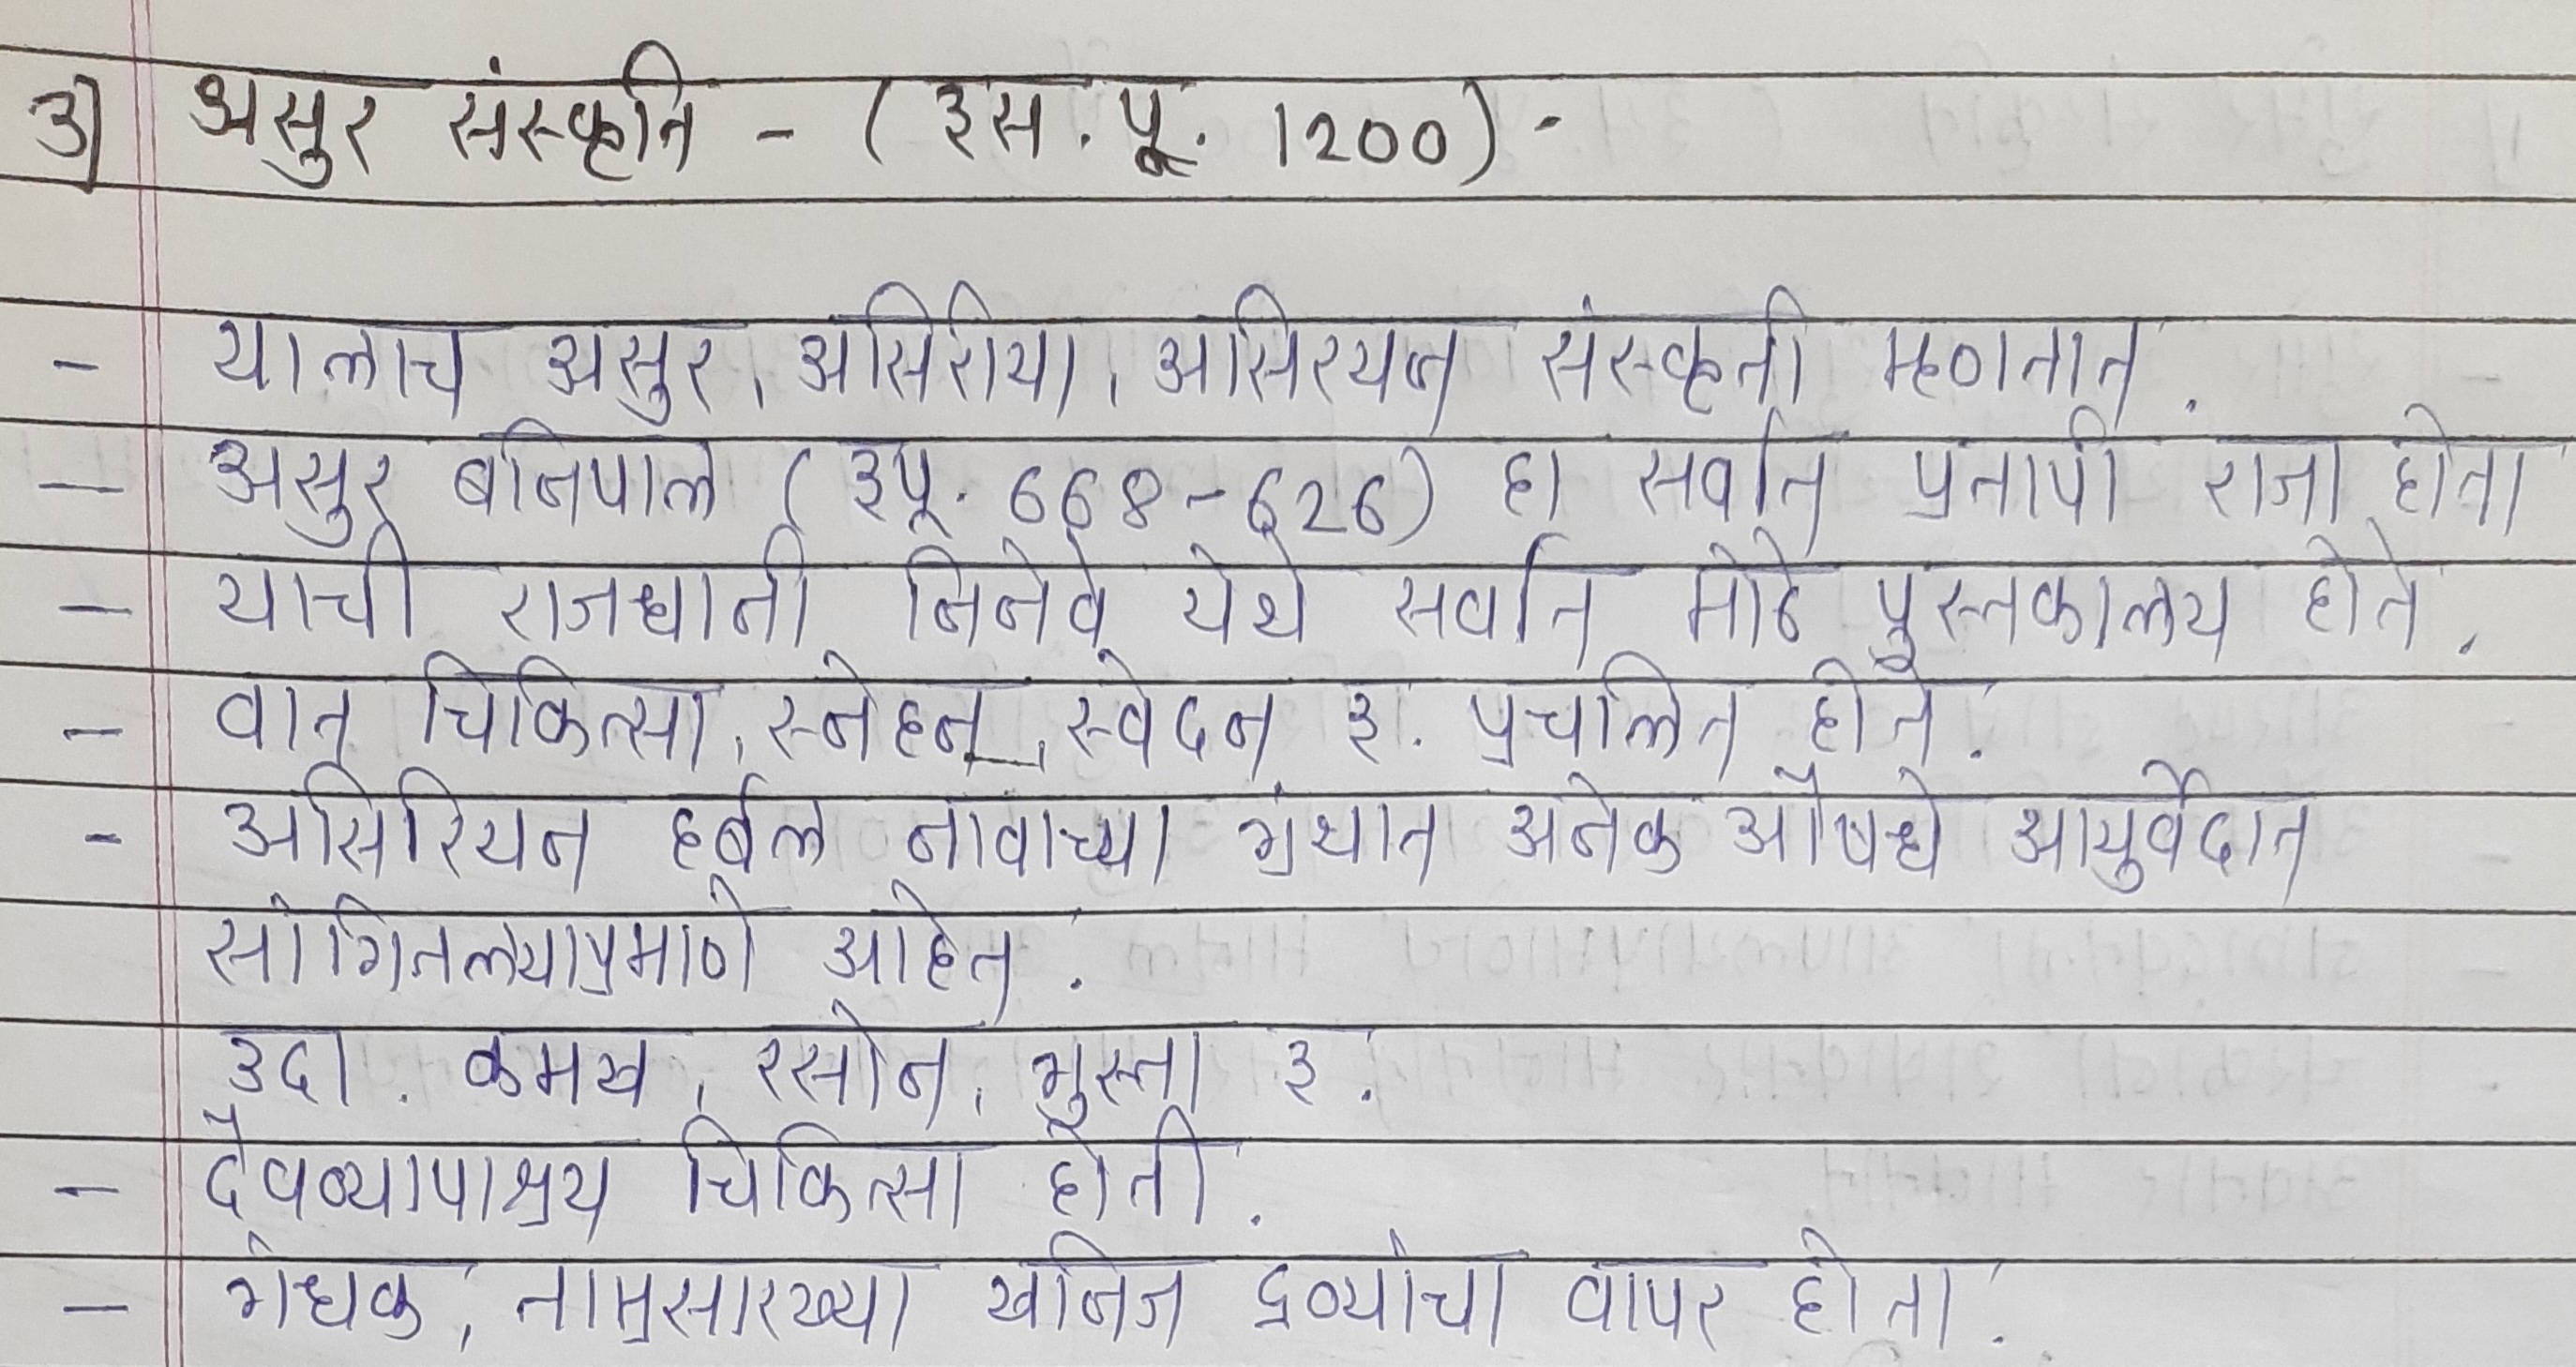 3] असुर संस्कृति - (इस. पू. 1200) -
- यालाच असुर, असिरीया, असिरयन संस्कृती म्हणतात.
- असुर बनिपाल (इपू. 668-626) हा सर्वात प्रतापी राजा होता
- याची राजधानी निनेवे येथे सर्वात मोठे पुस्तकालय होते.
- वात चिकित्सा, स्नेहन, स्वेदन इ. प्रचलित होते.
- असिरियन हर्बल नावाच्या ग्रंथात अनेक औषधे आयुर्वेदात
सांगितल्याप्रमाणे आहेत.
उदा. कमख, रसोन, मुस्ता इ.
- दैवव्यापाश्रय चिकित्सा होती.
- गंधक, ताम्रसारख्या खनिज द्रव्यांचा वापर होता.